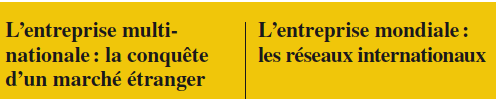 L'entreprise multi-
nationale : la conquête
d'un marché étranger
L'entreprise mondiale :
les réseaux internationaux